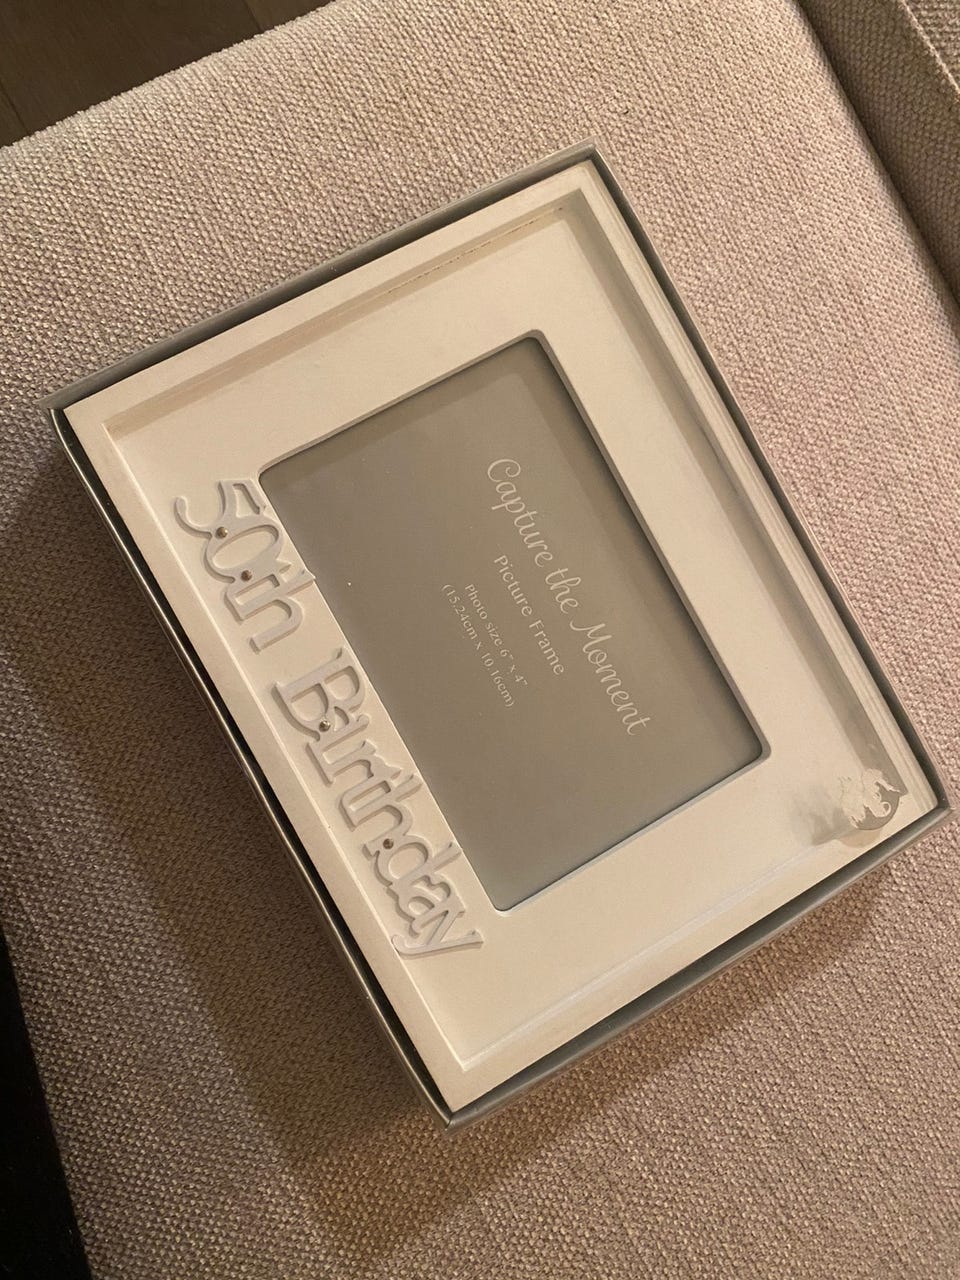 Capture the Moment
Picture Frame
Photo size 6" x 4"
(15.24cm x 10.16cm)
50th Birthday